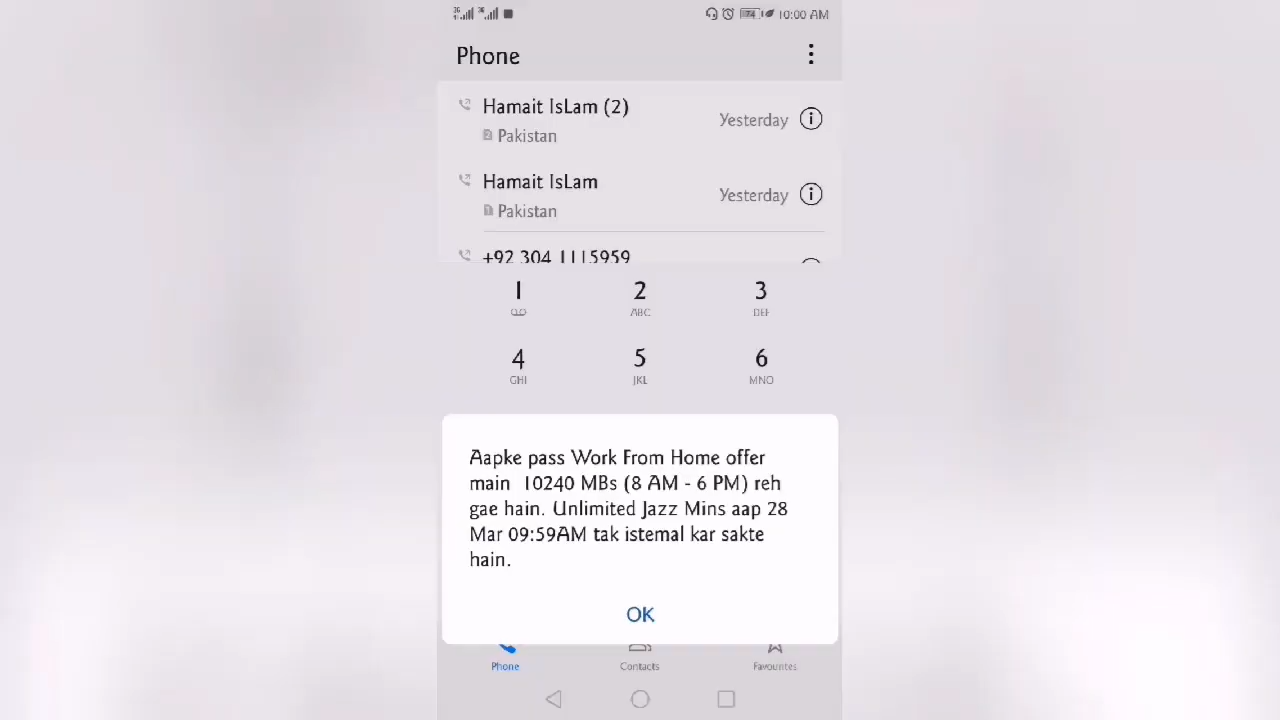 3G 3G 74 10:00 AM
Phone
Hamait IsLam (2)
Pakistan
Yesterday
Hamait IsLam
Pakistan
Yesterday
+92 304 1115959
1 2 3
ABC DEF
4 5 6
GHI JKL MNO
Aapke pass Work From Home offer
main 10240 MBs (8 AM - 6 PM) reh
gae hain. Unlimited Jazz Mins aap 28
Mar 09:59AM tak istemal kar sakte
hain.
OK
Phone Contacts Favourites